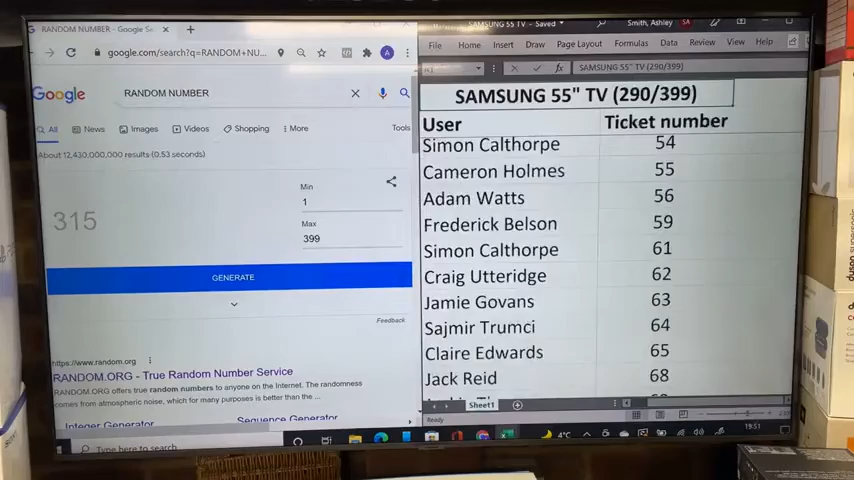 RANDOM NUMBER - Google Se
google.com/search?q=RANDOM+NU...
A
Google
RANDOM NUMBER
All
News
Images
Videos
Shopping
More
Tools
About 12,430,000,000 results (0.53 seconds)
315
Min
1
Max
399
GENERATE
Feedback
https://www.random.org
RANDOM.ORG - True Random Number Service
RANDOM.ORG offers true random numbers to anyone on the Internet. The randomness
comes from atmospheric noise, which for many purposes is better than the ...
Integer Generator
Sequence Generator
Type here to search
SAMSUNG 55 TV - Saved
Smith, Ashley
SA
File
Home
Insert
Draw
Page Layout
Formulas
Data
Review
View
Help
fx
SAMSUNG 55" TV (290/399)
SAMSUNG 55" TV (290/399)
User Ticket number
Simon Calthorpe 54
Cameron Holmes 55
Adam Watts 56
Frederick Belson 59
Simon Calthorpe 61
Craig Utteridge 62
Jamie Govans 63
Sajmir Trumci 64
Claire Edwards 65
Jack Reid 68
Sheet1
Ready
4°C
19:51